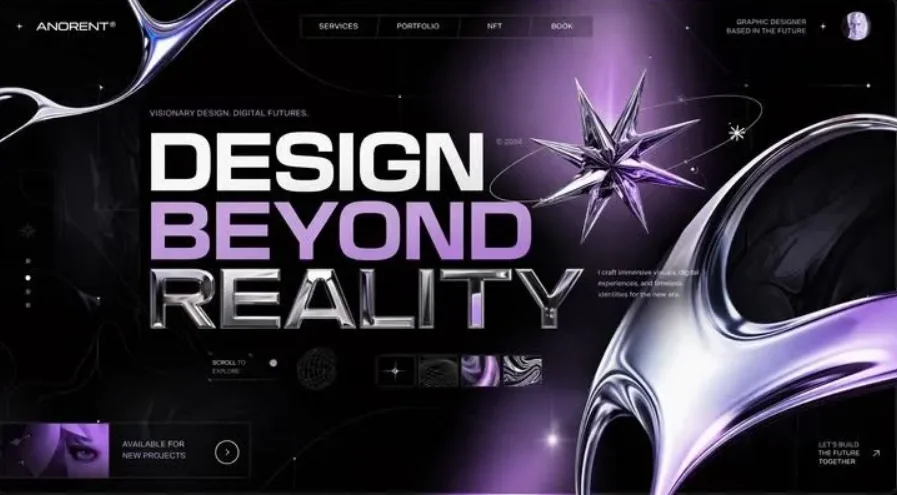 ANORENT®
SERVICES
PORTFOLIO
NFT
BOOK
GRAPHIC DESIGNER
BASED IN THE FUTURE
VISIONARY DESIGN. DIGITAL FUTURES.
DESIGN
BEYOND
REALITY
I craft immersive visuals, digital
experiences, and timeless
identities for the new era.
SCROLL TO
EXPLORE
AVAILABLE FOR
NEW PROJECTS
LET'S BUILD
THE FUTURE
TOGETHER